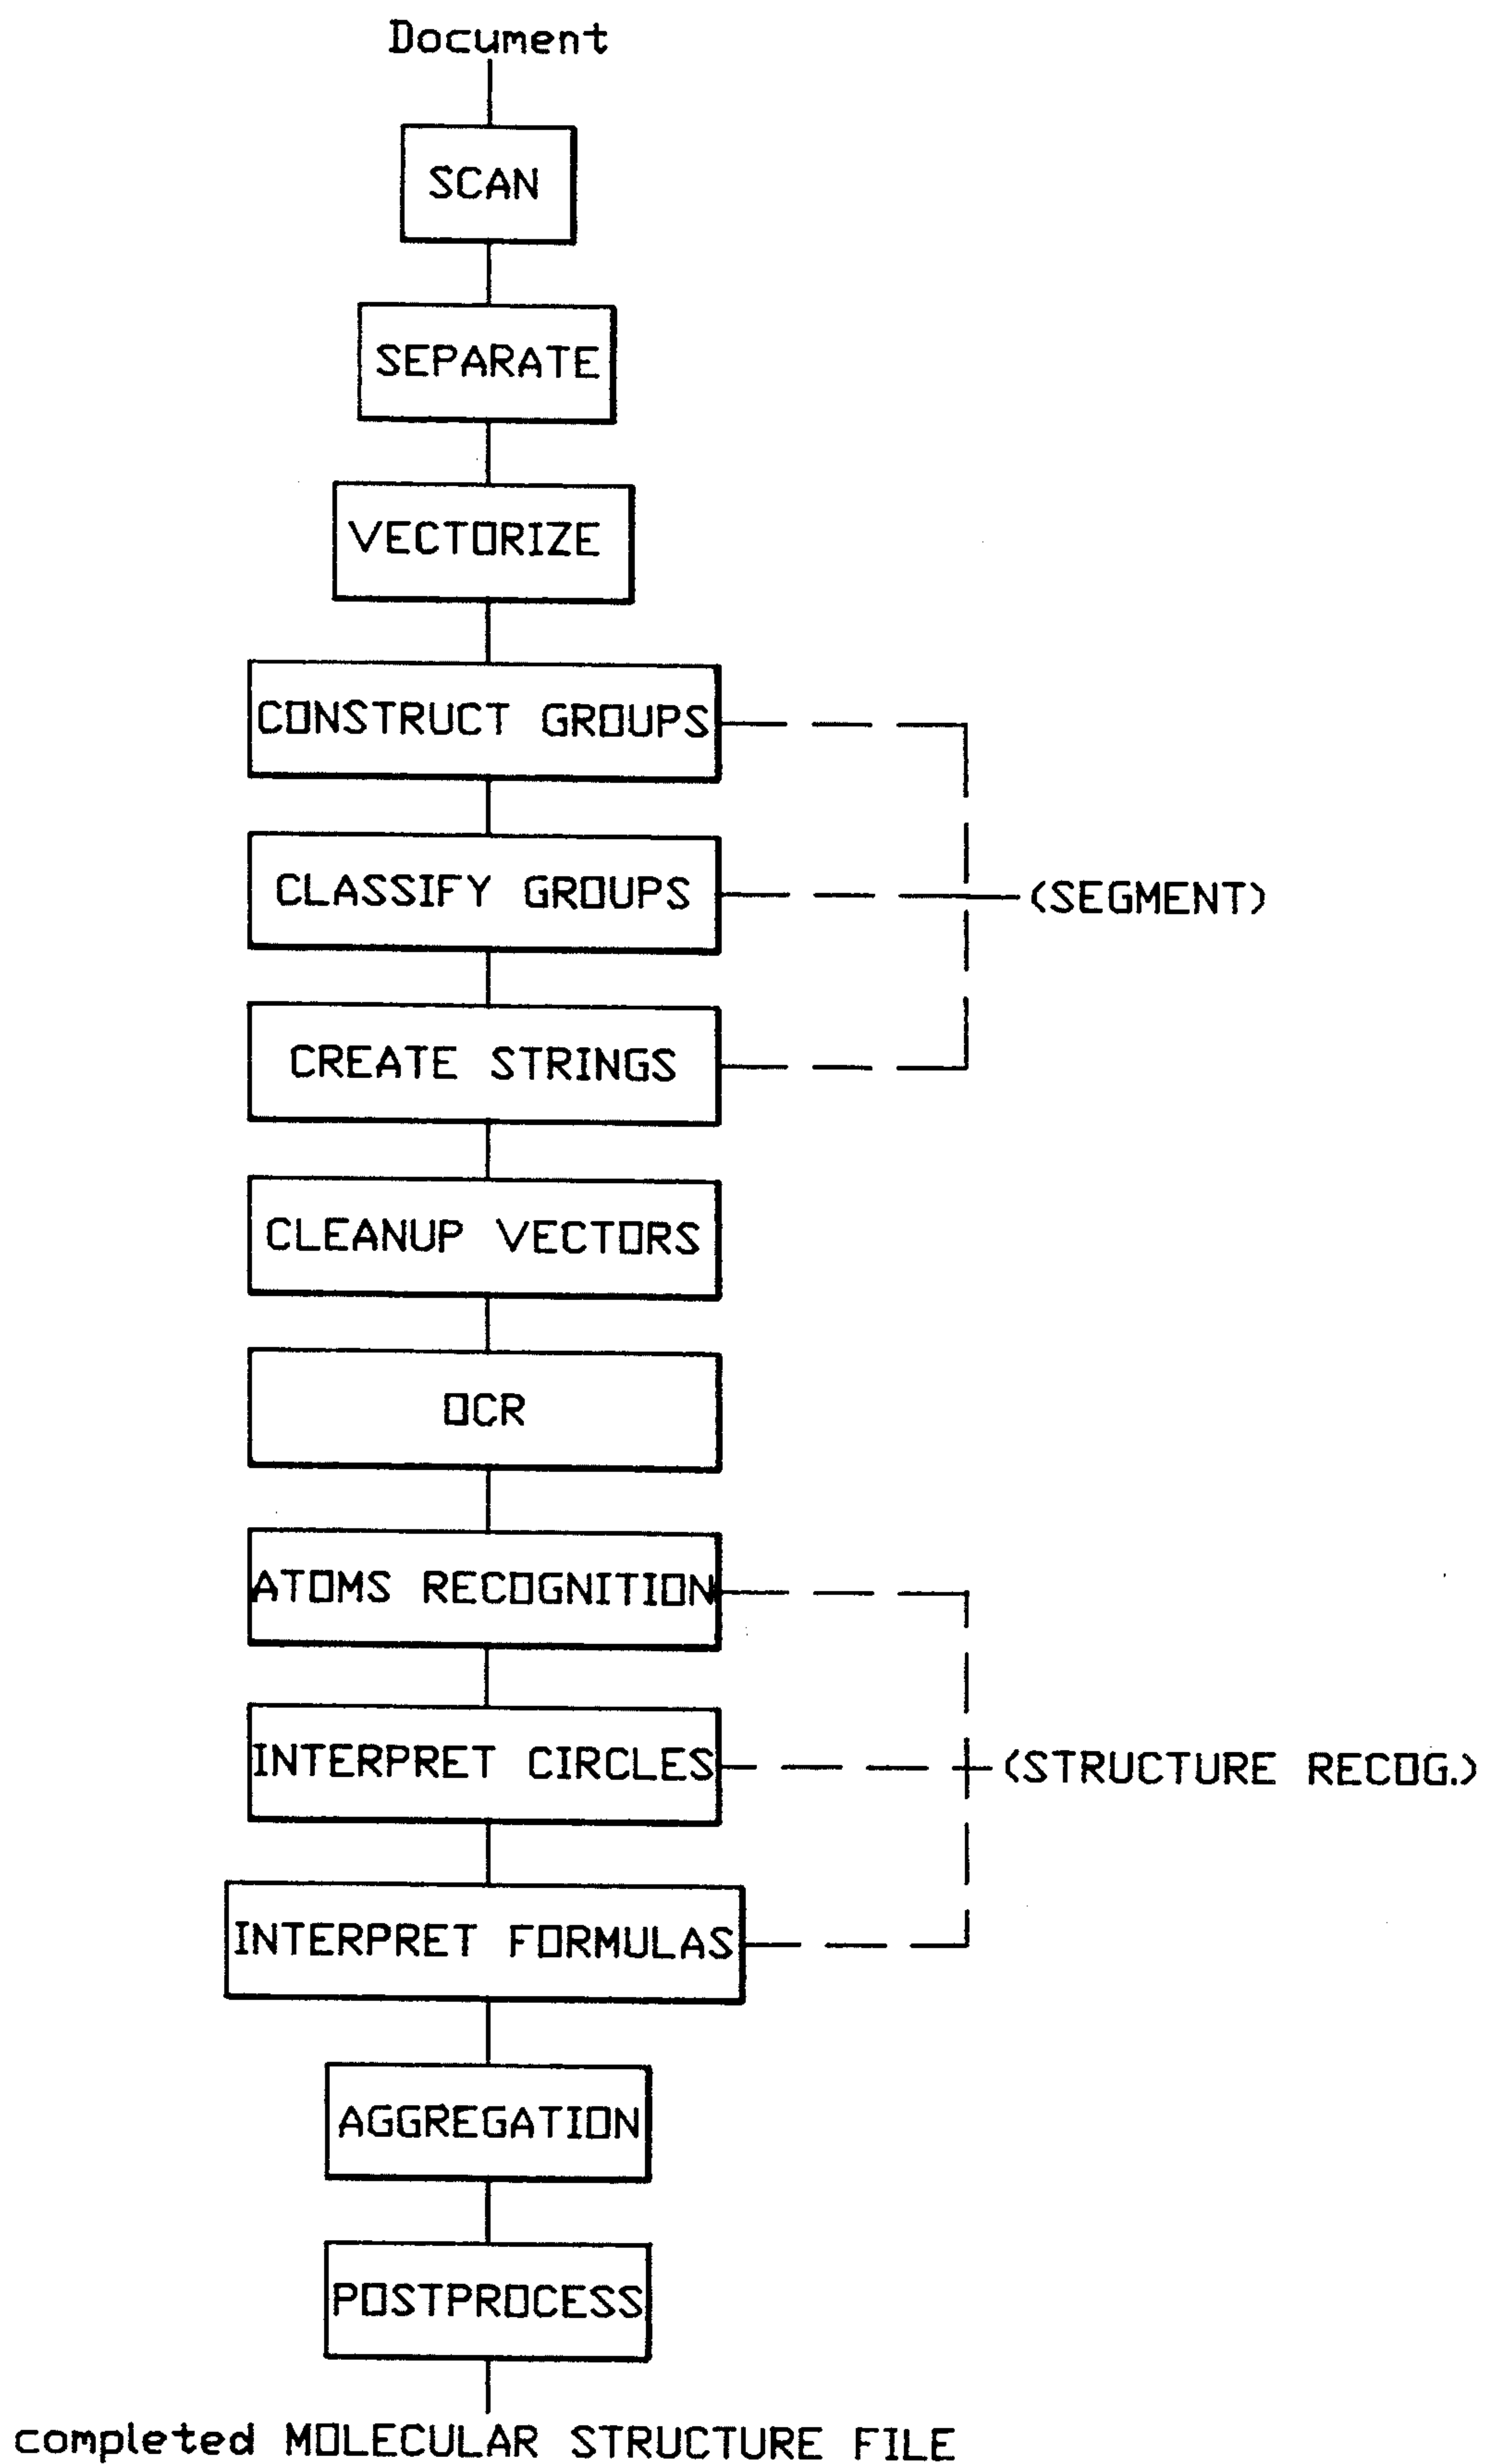 Document
SCAN
SEPARATE
VECTORIZE
CONSTRUCT GROUPS
CLASSIFY GROUPS
(SEGMENT)
CREATE STRINGS
CLEANUP VECTORS
OCR
ATOMS RECOGNITION
INTERPRET CIRCLES
(STRUCTURE RECOG.)
INTERPRET FORMULAS
AGGREGATION
POSTPROCESS
completed MOLECULAR STRUCTURE FILE